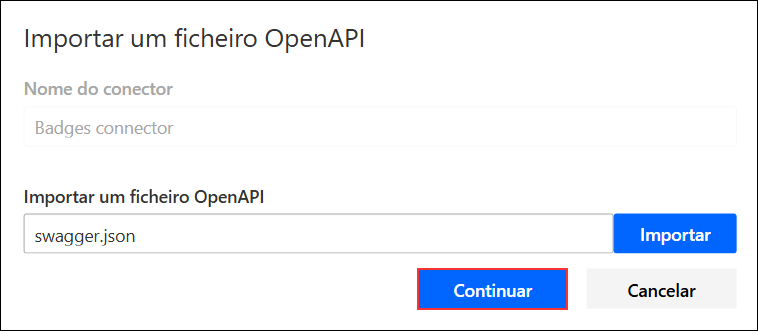 Importar um ficheiro OpenAPI
Nome do conector
Badges connector
Importar um ficheiro OpenAPI
swagger.json
Importar
Continuar
Cancelar